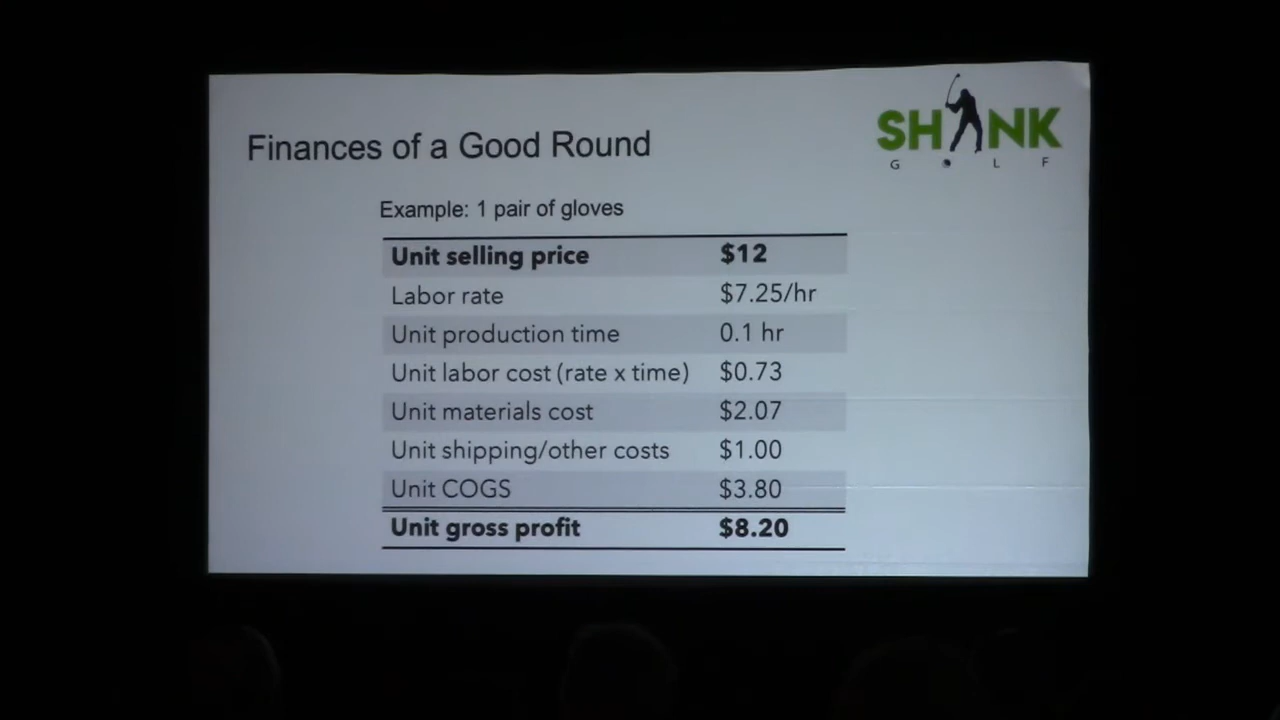 SHANK
GOLF
Finances of a Good Round
Example: 1 pair of gloves
Unit selling price $12
Labor rate $7.25/hr
Unit production time 0.1 hr
Unit labor cost (rate x time) $0.73
Unit materials cost $2.07
Unit shipping/other costs $1.00
Unit COGS $3.80
Unit gross profit $8.20